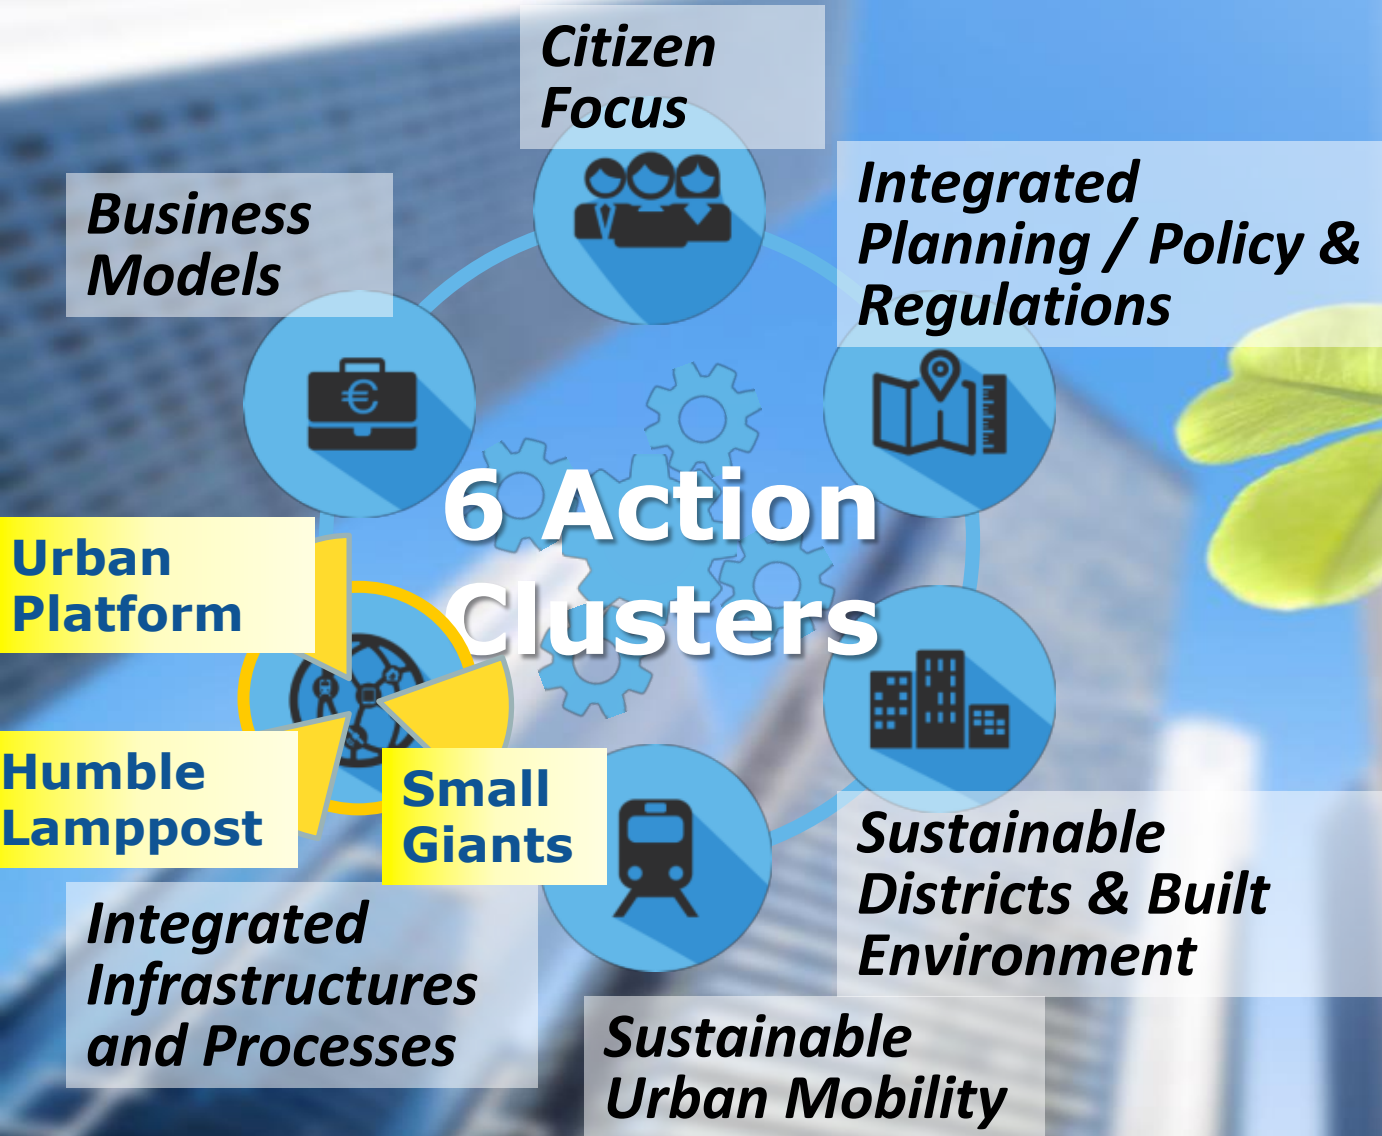 Citizen
Focus
Integrated
Planning / Policy &
Regulations
Business
Models
€
6 Action
Clusters
Urban
Platform
Humble
Lamppost
Small
Giants
Sustainable
Districts & Built
Environment
Integrated
Infrastructures
and Processes
Sustainable
Urban Mobility